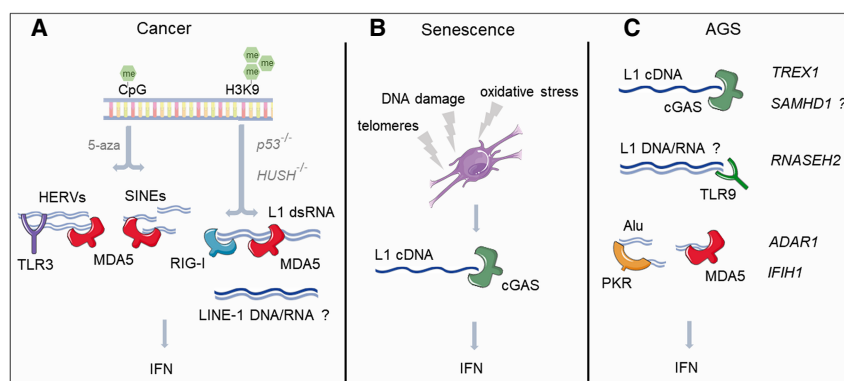 A
Cancer
me
me
me
me
CpG
H3K9
5-aza
p53-/-
HUSH-/-
HERVs
SINEs
L1 dsRNA
TLR3
MDA5
RIG-I
MDA5
LINE-1 DNA/RNA ?
IFN
B
Senescence
DNA damage
oxidative stress
telomeres
L1 cDNA
cGAS
IFN
C
AGS
L1 cDNA
cGAS
TREX1
SAMHD1 ?
L1 DNA/RNA ?
TLR9
RNASEH2
Alu
PKR
MDA5
ADAR1
IFIH1
IFN